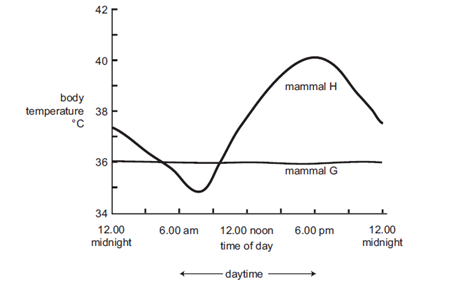 42
40
38
36
34
body
temperature
°C
mammal H
mammal G
12.00
midnight
6.00 am
12.00 noon
6.00 pm
12.00
midnight
time of day
daytime